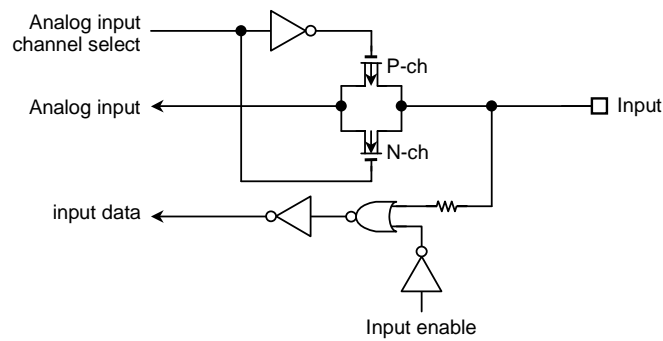 Analog input
channel select
P-ch
Analog input
Input
N-ch
input data
Input enable